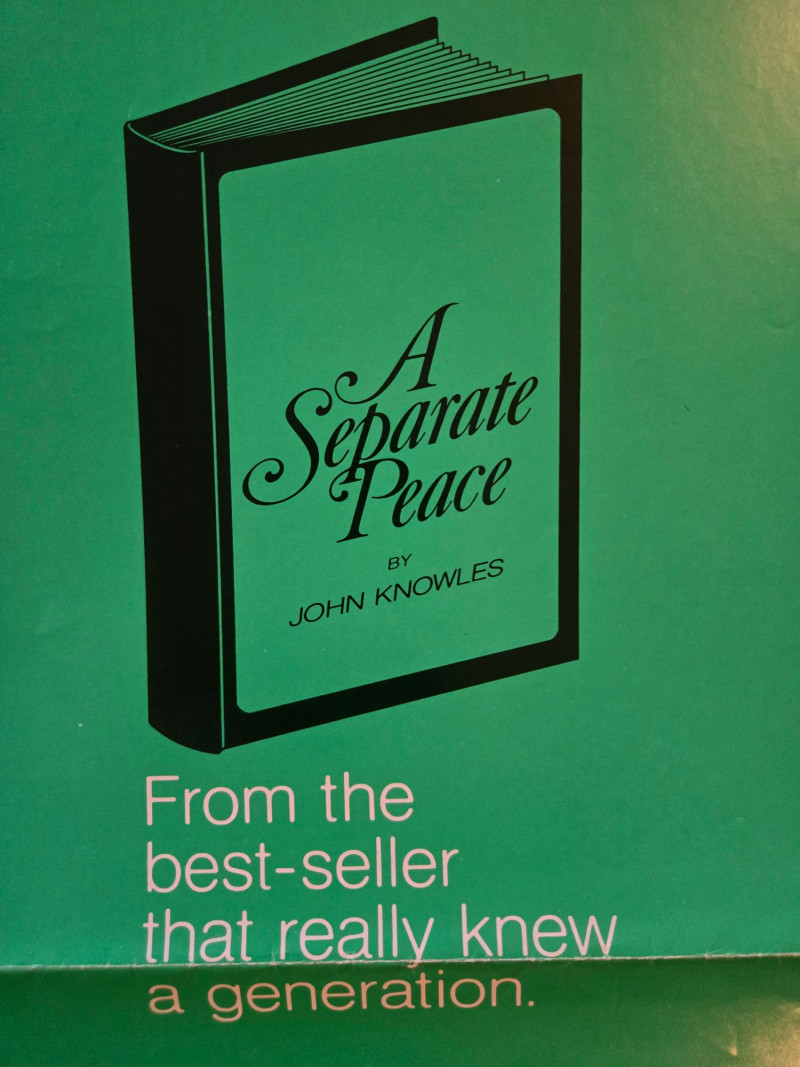 A
Separate
Peace
BY
JOHN KNOWLES
From the
best-seller
that really knew
a generation.